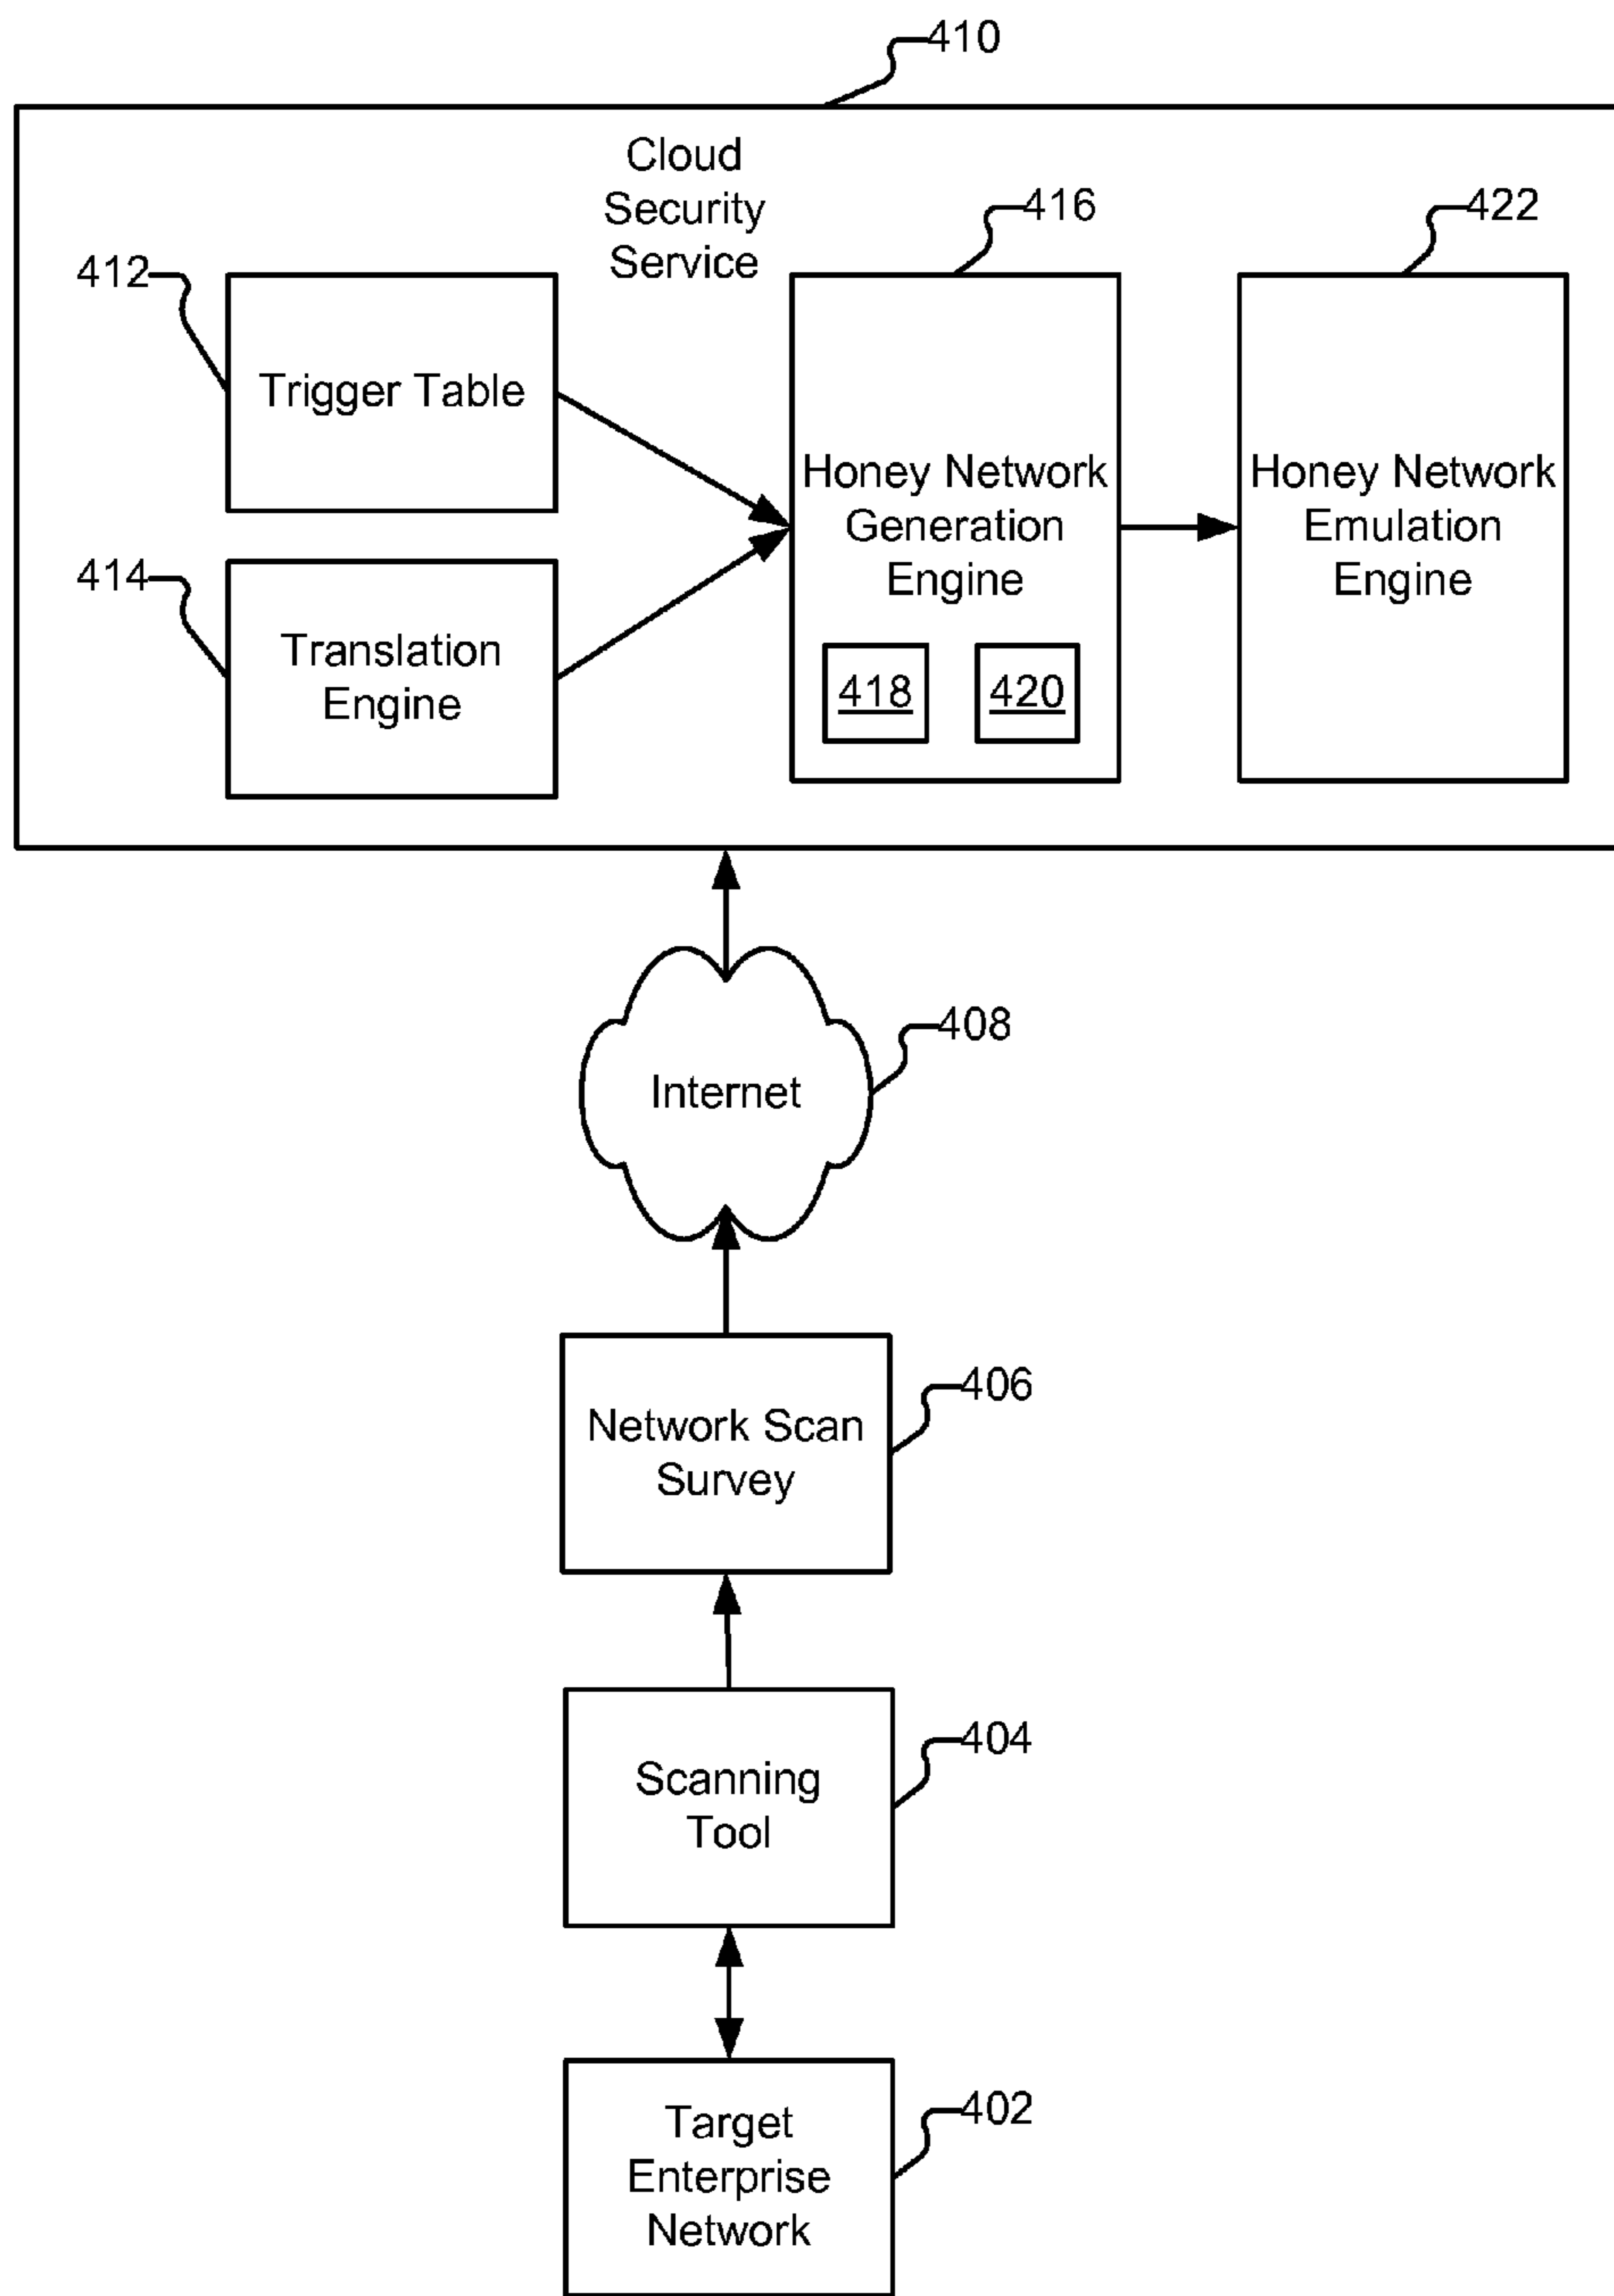 410
Cloud
Security
Service
416
422
412
Trigger Table
Honey Network
Generation
Engine
Honey Network
Emulation
Engine
414
Translation
Engine
418
420
Internet
408
Network Scan
Survey
406
Scanning
Tool
404
Target
Enterprise
Network
402